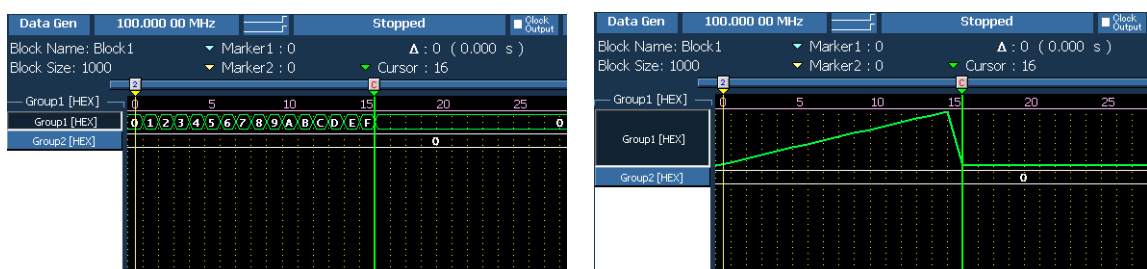 Data Gen 100.000 00 MHz Stopped Clock Output
Block Name: Block1 Marker1 : 0 Δ : 0 ( 0.000 s )
Block Size: 1000 Marker2 : 0 Cursor : 16
2 C
Group1 [HEX] 0 5 10 15 20 25
Group1 [HEX] 0 1 2 3 4 5 6 7 8 9 A B C D E F 0
Group2 [HEX] 0
Data Gen 100.000 00 MHz Stopped Clock Output
Block Name: Block1 Marker1 : 0 Δ : 0 ( 0.000 s )
Block Size: 1000 Marker2 : 0 Cursor : 16
2 C
Group1 [HEX] 0 5 10 15 20 25
Group1 [HEX]
Group2 [HEX] 0